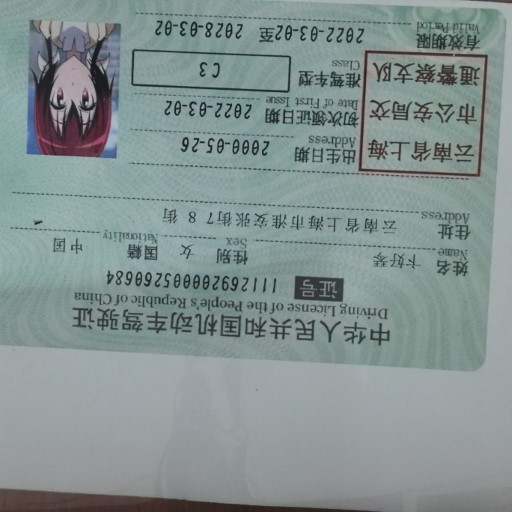 中华人民共和国机动车驾驶证
Driving License of the People's Republic of China
证号 111265200005260684
姓名 Name 卞好琴 性别 Sex 女 国籍 Nationality 中国
住址 Address 云南省上海市淮安张街78街
云南省上海市公安局交通警察支队
出生日期 Address 2000-05-26
初次领证日期 Date of First Issue 2022-03-02
准驾车型 Class C3
有效期限 Valid Period 2022-03-02至 2028-03-02